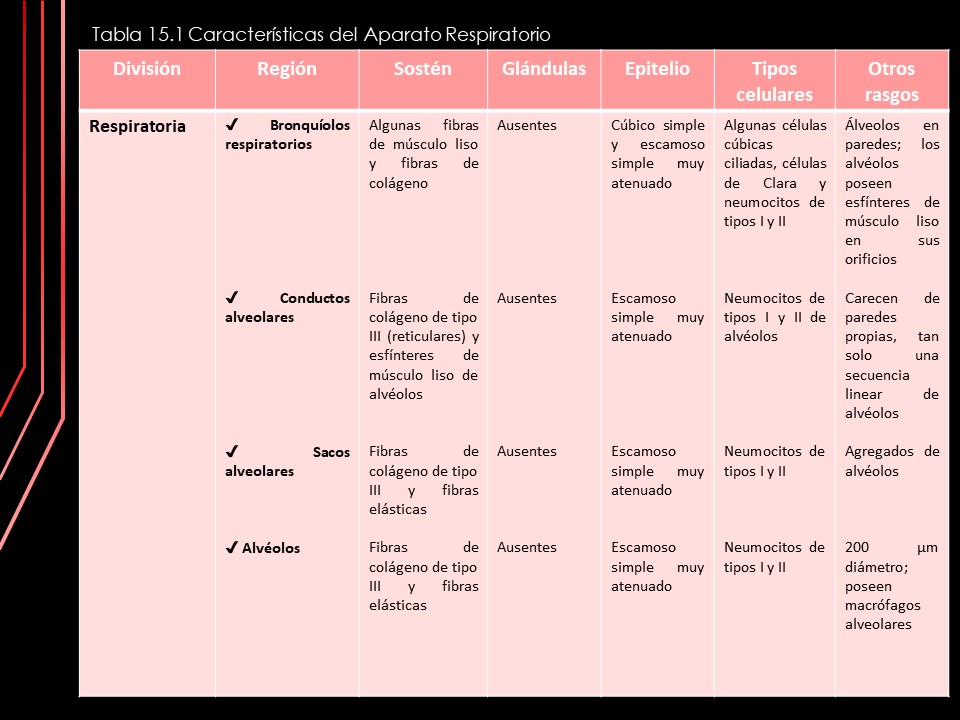 Tabla 15.1 Características del Aparato Respiratorio
División
Región
Sostén
Glándulas
Epitelio
Tipos
celulares
Otros
rasgos
Respiratoria
✓ Bronquíolos
respiratorios
Algunas fibras
de músculo liso
y fibras de
colágeno
Ausentes
Cúbico simple
y escamoso
simple muy
atenuado
Algunas células
cúbicas
ciliadas, células
de Clara y
neumocitos de
tipos I y II
Álveolos en
paredes; los
alvéolos
poseen
esfínteres de
músculo liso
en sus
orificios
✓ Conductos
alveolares
Fibras de
colágeno de tipo
III (reticulares) y
esfínteres de
músculo liso de
alvéolos
Ausentes
Escamoso
simple muy
atenuado
Neumocitos de
tipos I y II de
alvéolos
Carecen de
paredes
propias, tan
solo una
secuencia
linear de
alvéolos
✓ Sacos
alveolares
Fibras de
colágeno de tipo
III y fibras
elásticas
Ausentes
Escamoso
simple muy
atenuado
Neumocitos de
tipos I y II
Agregados de
alvéolos
✓ Alvéolos
Fibras de
colágeno de tipo
III y fibras
elásticas
Ausentes
Escamoso
simple muy
atenuado
Neumocitos de
tipos I y II
200 µm
diámetro;
poseen
macrófagos
alveolares